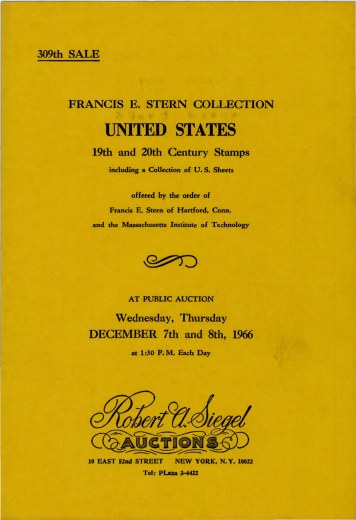 309th SALE
FRANCIS E. STERN COLLECTION
UNITED STATES
19th and 20th Century Stamps
including a Collection of U. S. Sheets
offered by the order of
Francis E. Stern of Hartford, Conn.
and the Massachusetts Institute of Technology
AT PUBLIC AUCTION
Wednesday, Thursday
DECEMBER 7th and 8th, 1966
at 1:30 P. M. Each Day
Robert A. Siegel
AUCTIONS
10 EAST 52nd STREET NEW YORK, N. Y. 10022
Tel: PLaza 3-6422